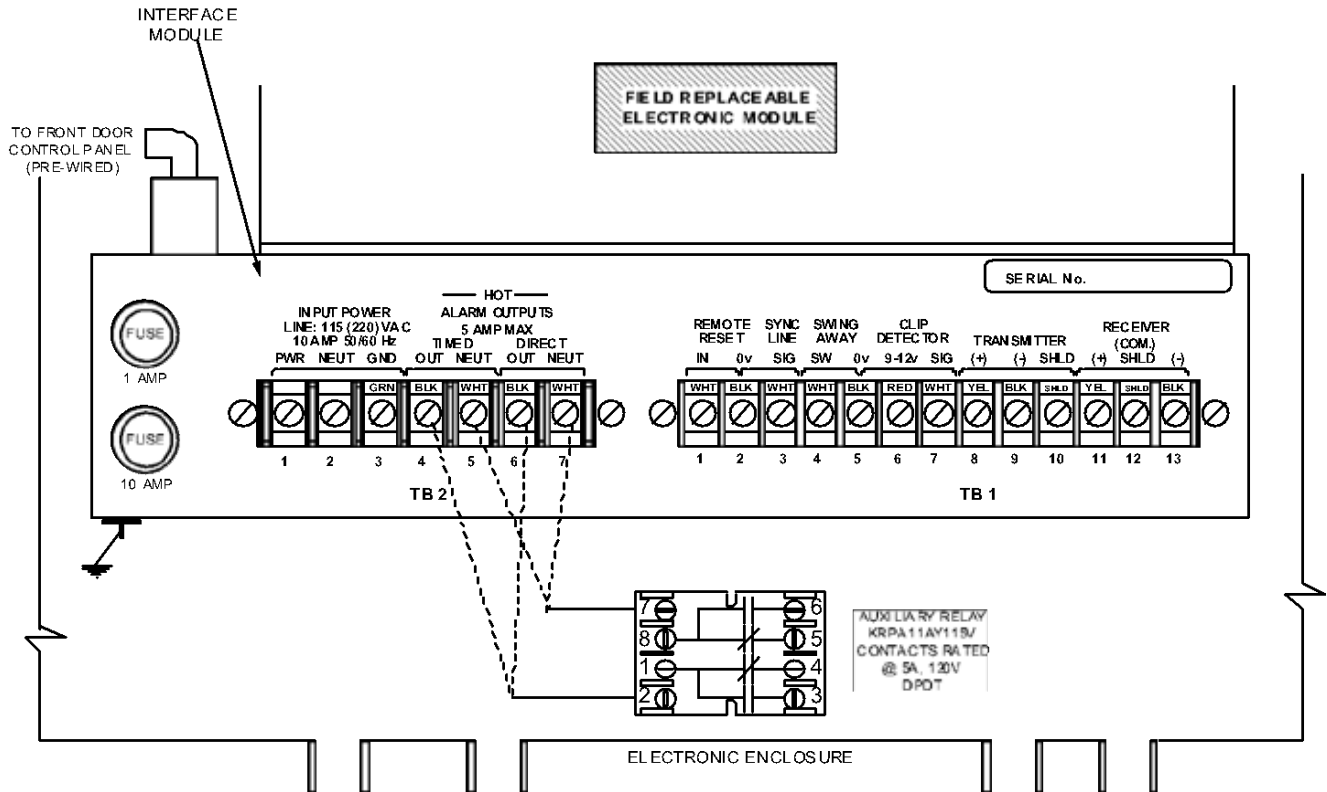 INTERFACE
MODULE
FIELD REPLACEABLE
ELECTRONIC MODULE
TO FRONT DOOR
CONTROL PANEL
(PRE-WIRED)
SERIAL No.
FUSE
1 AMP
FUSE
10 AMP
INPUT POWER
LINE: 115 (220) VAC
10 AMP 50/60 Hz
PWR NEUT GND
HOT
ALARM OUTPUTS
5 AMP MAX
TIMED DIRECT
OUT NEUT OUT NEUT
GRN BLK WHT BLK WHT
1 2 3 4 5 6 7
TB 2
REMOTE
RESET
IN 0v
SYNC
LINE
SIG
SWING
AWAY
SW 0v
CLIP
DETECTOR
9-12v SIG
TRANSMITTER
(+) (-) SHLD
RECEIVER
(COM.)
(+) SHLD (-)
WHT BLK WHT WHT BLK RED WHT YEL BLK SHLD YEL SHLD BLK
1 2 3 4 5 6 7 8 9 10 11 12 13
TB 1
7 6
8 5
1 4
2 3
AUXILIARY RELAY
KRPA11AY115V
CONTACTS RATED
@ 5A, 120V
DPDT
ELECTRONIC ENCLOSURE